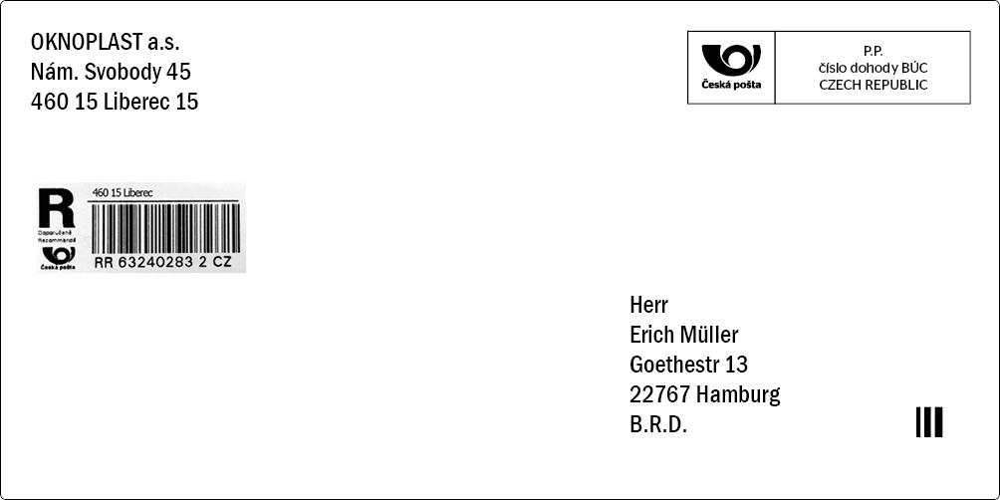 OKNOPLAST a.s.
Nám. Svobody 45
460 15 Liberec 15
Česká pošta
P.P.
číslo dohody BÚC
CZECH REPUBLIC
R
Doporučeně
Recommandé
Česká pošta
460 15 Liberec
RR 63240283 2 CZ
Herr
Erich Müller
Goethestr 13
22767 Hamburg
B.R.D.